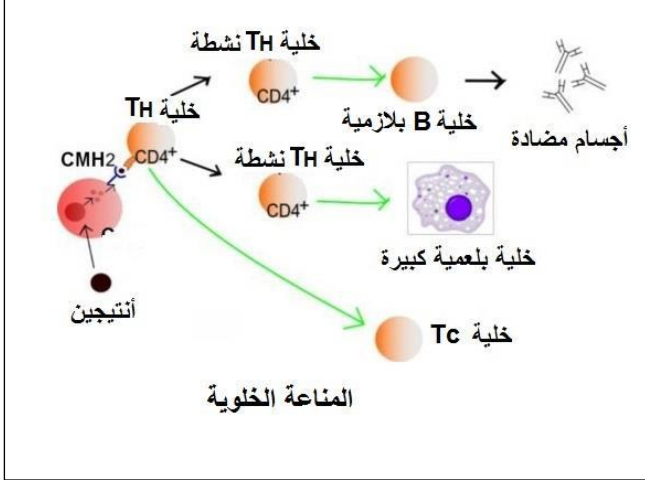 خلية TH نشطة
CD4+
خلية TH
خلية B بلازمية
أجسام مضادة
CMH2
CD4+
خلية TH نشطة
CD4+
خلية بلعمية كبيرة
أنتيجين
خلية Tc
المناعة الخلوية